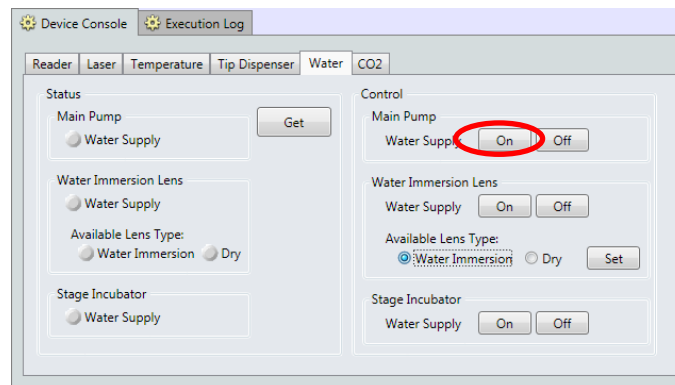 Device Console Execution Log
Reader Laser Temperature Tip Dispenser Water CO2
Status
Main Pump
Water Supply
Get
Water Immersion Lens
Water Supply
Available Lens Type:
Water Immersion Dry
Stage Incubator
Water Supply
Control
Main Pump
Water Supply On Off
Water Immersion Lens
Water Supply On Off
Available Lens Type:
Water Immersion Dry Set
Stage Incubator
Water Supply On Off